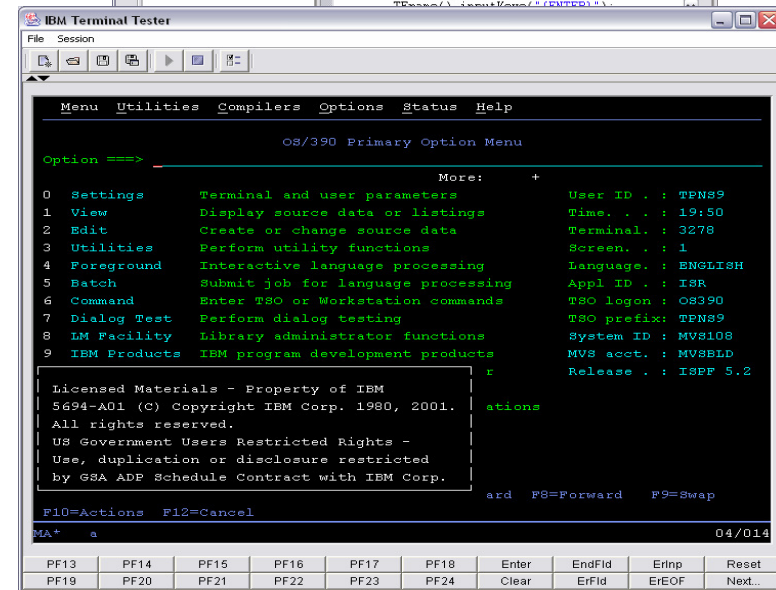 TFrame().inputKeys("{ENTER}");
IBM Terminal Tester
File Session
Menu Utilities Compilers Options Status Help
OS/390 Primary Option Menu
Option ===> _
More: +
0 Settings Terminal and user parameters User ID . : TPNS9
1 View Display source data or listings Time. . . : 19:50
2 Edit Create or change source data Terminal. : 3278
3 Utilities Perform utility functions Screen. . : 1
4 Foreground Interactive language processing Language. : ENGLISH
5 Batch Submit job for language processing Appl ID . : ISR
6 Command Enter TSO or Workstation commands TSO logon : OS390
7 Dialog Test Perform dialog testing TSO prefix: TPNS9
8 LM Facility Library administrator functions System ID : MVS108
9 IBM Products IBM program development products MVS acct. : MVSBLD
r Release . : ISPF 5.2
Licensed Materials - Property of IBM
5694-A01 (C) Copyright IBM Corp. 1980, 2001. ations
All rights reserved.
US Government Users Restricted Rights -
Use, duplication or disclosure restricted
by GSA ADP Schedule Contract with IBM Corp.
ard F8=Forward F9=Swap
F10=Actions F12=Cancel
MA* a 04/014
PF13 PF14 PF15 PF16 PF17 PF18 Enter EndFld ErInp Reset
PF19 PF20 PF21 PF22 PF23 PF24 Clear ErFld ErEOF Next...